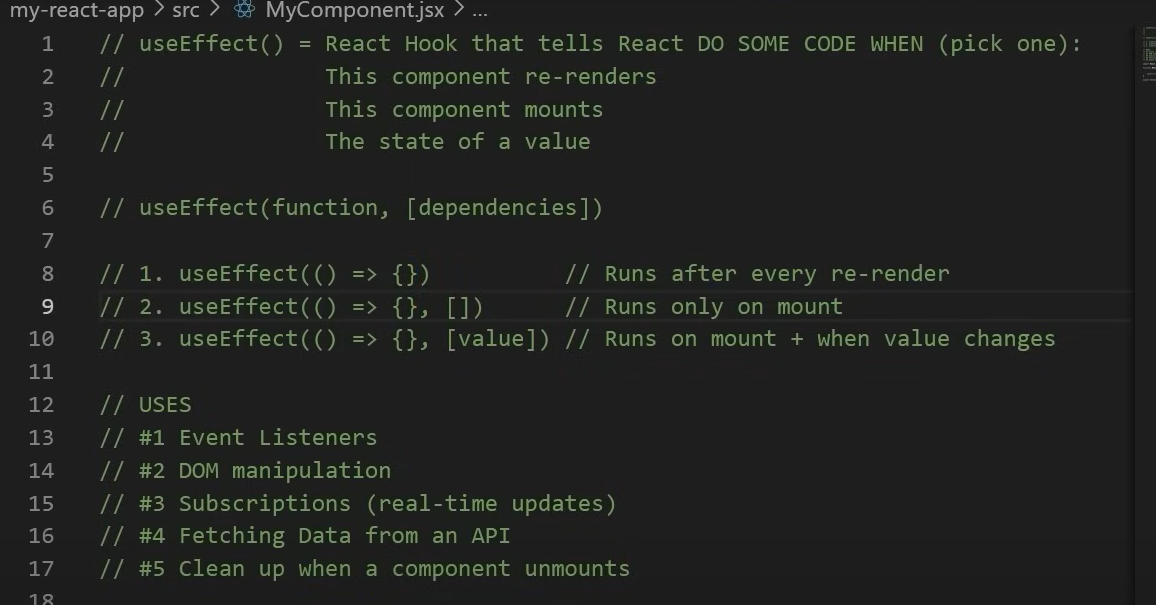 my-react-app > src > MyComponent.jsx > ...
1 // useEffect() = React Hook that tells React DO SOME CODE WHEN (pick one):
2 //               This component re-renders
3 //               This component mounts
4 //               The state of a value
5
6 // useEffect(function, [dependencies])
7
8 // 1. useEffect(() => {})          // Runs after every re-render
9 // 2. useEffect(() => {}, [])      // Runs only on mount
10 // 3. useEffect(() => {}, [value]) // Runs on mount + when value changes
11
12 // USES
13 // #1 Event Listeners
14 // #2 DOM manipulation
15 // #3 Subscriptions (real-time updates)
16 // #4 Fetching Data from an API
17 // #5 Clean up when a component unmounts
18